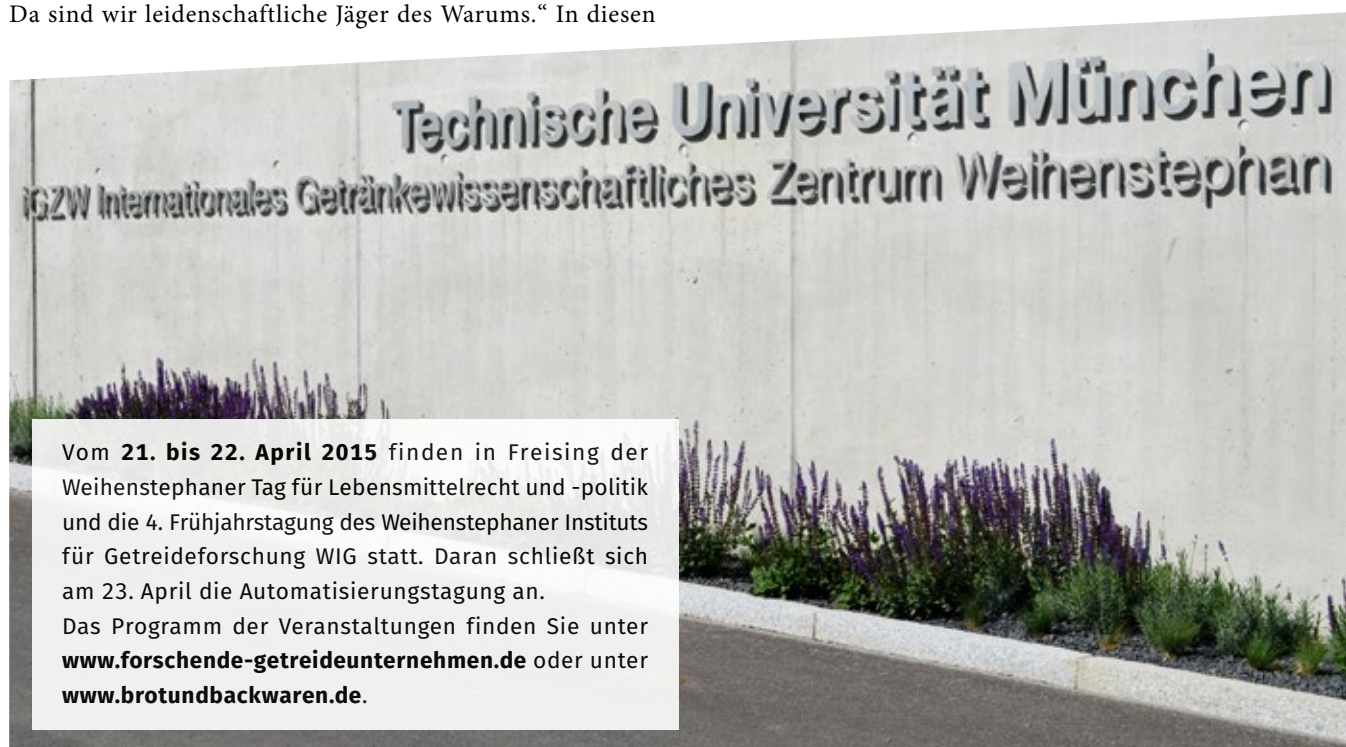 Da sind wir leidenschaftliche Jäger des Warums.“ In diesen
Technische Universität München
iGZW Internationales Getränkewissenschaftliches Zentrum Weihenstephan
Vom 21. bis 22. April 2015 finden in Freising der
Weihenstephaner Tag für Lebensmittelrecht und -politik
und die 4. Frühjahrstagung des Weihenstephaner Instituts
für Getreideforschung WIG statt. Daran schließt sich
am 23. April die Automatisierungstagung an.
Das Programm der Veranstaltungen finden Sie unter
www.forschende-getreideunternehmen.de oder unter
www.brotundbackwaren.de.